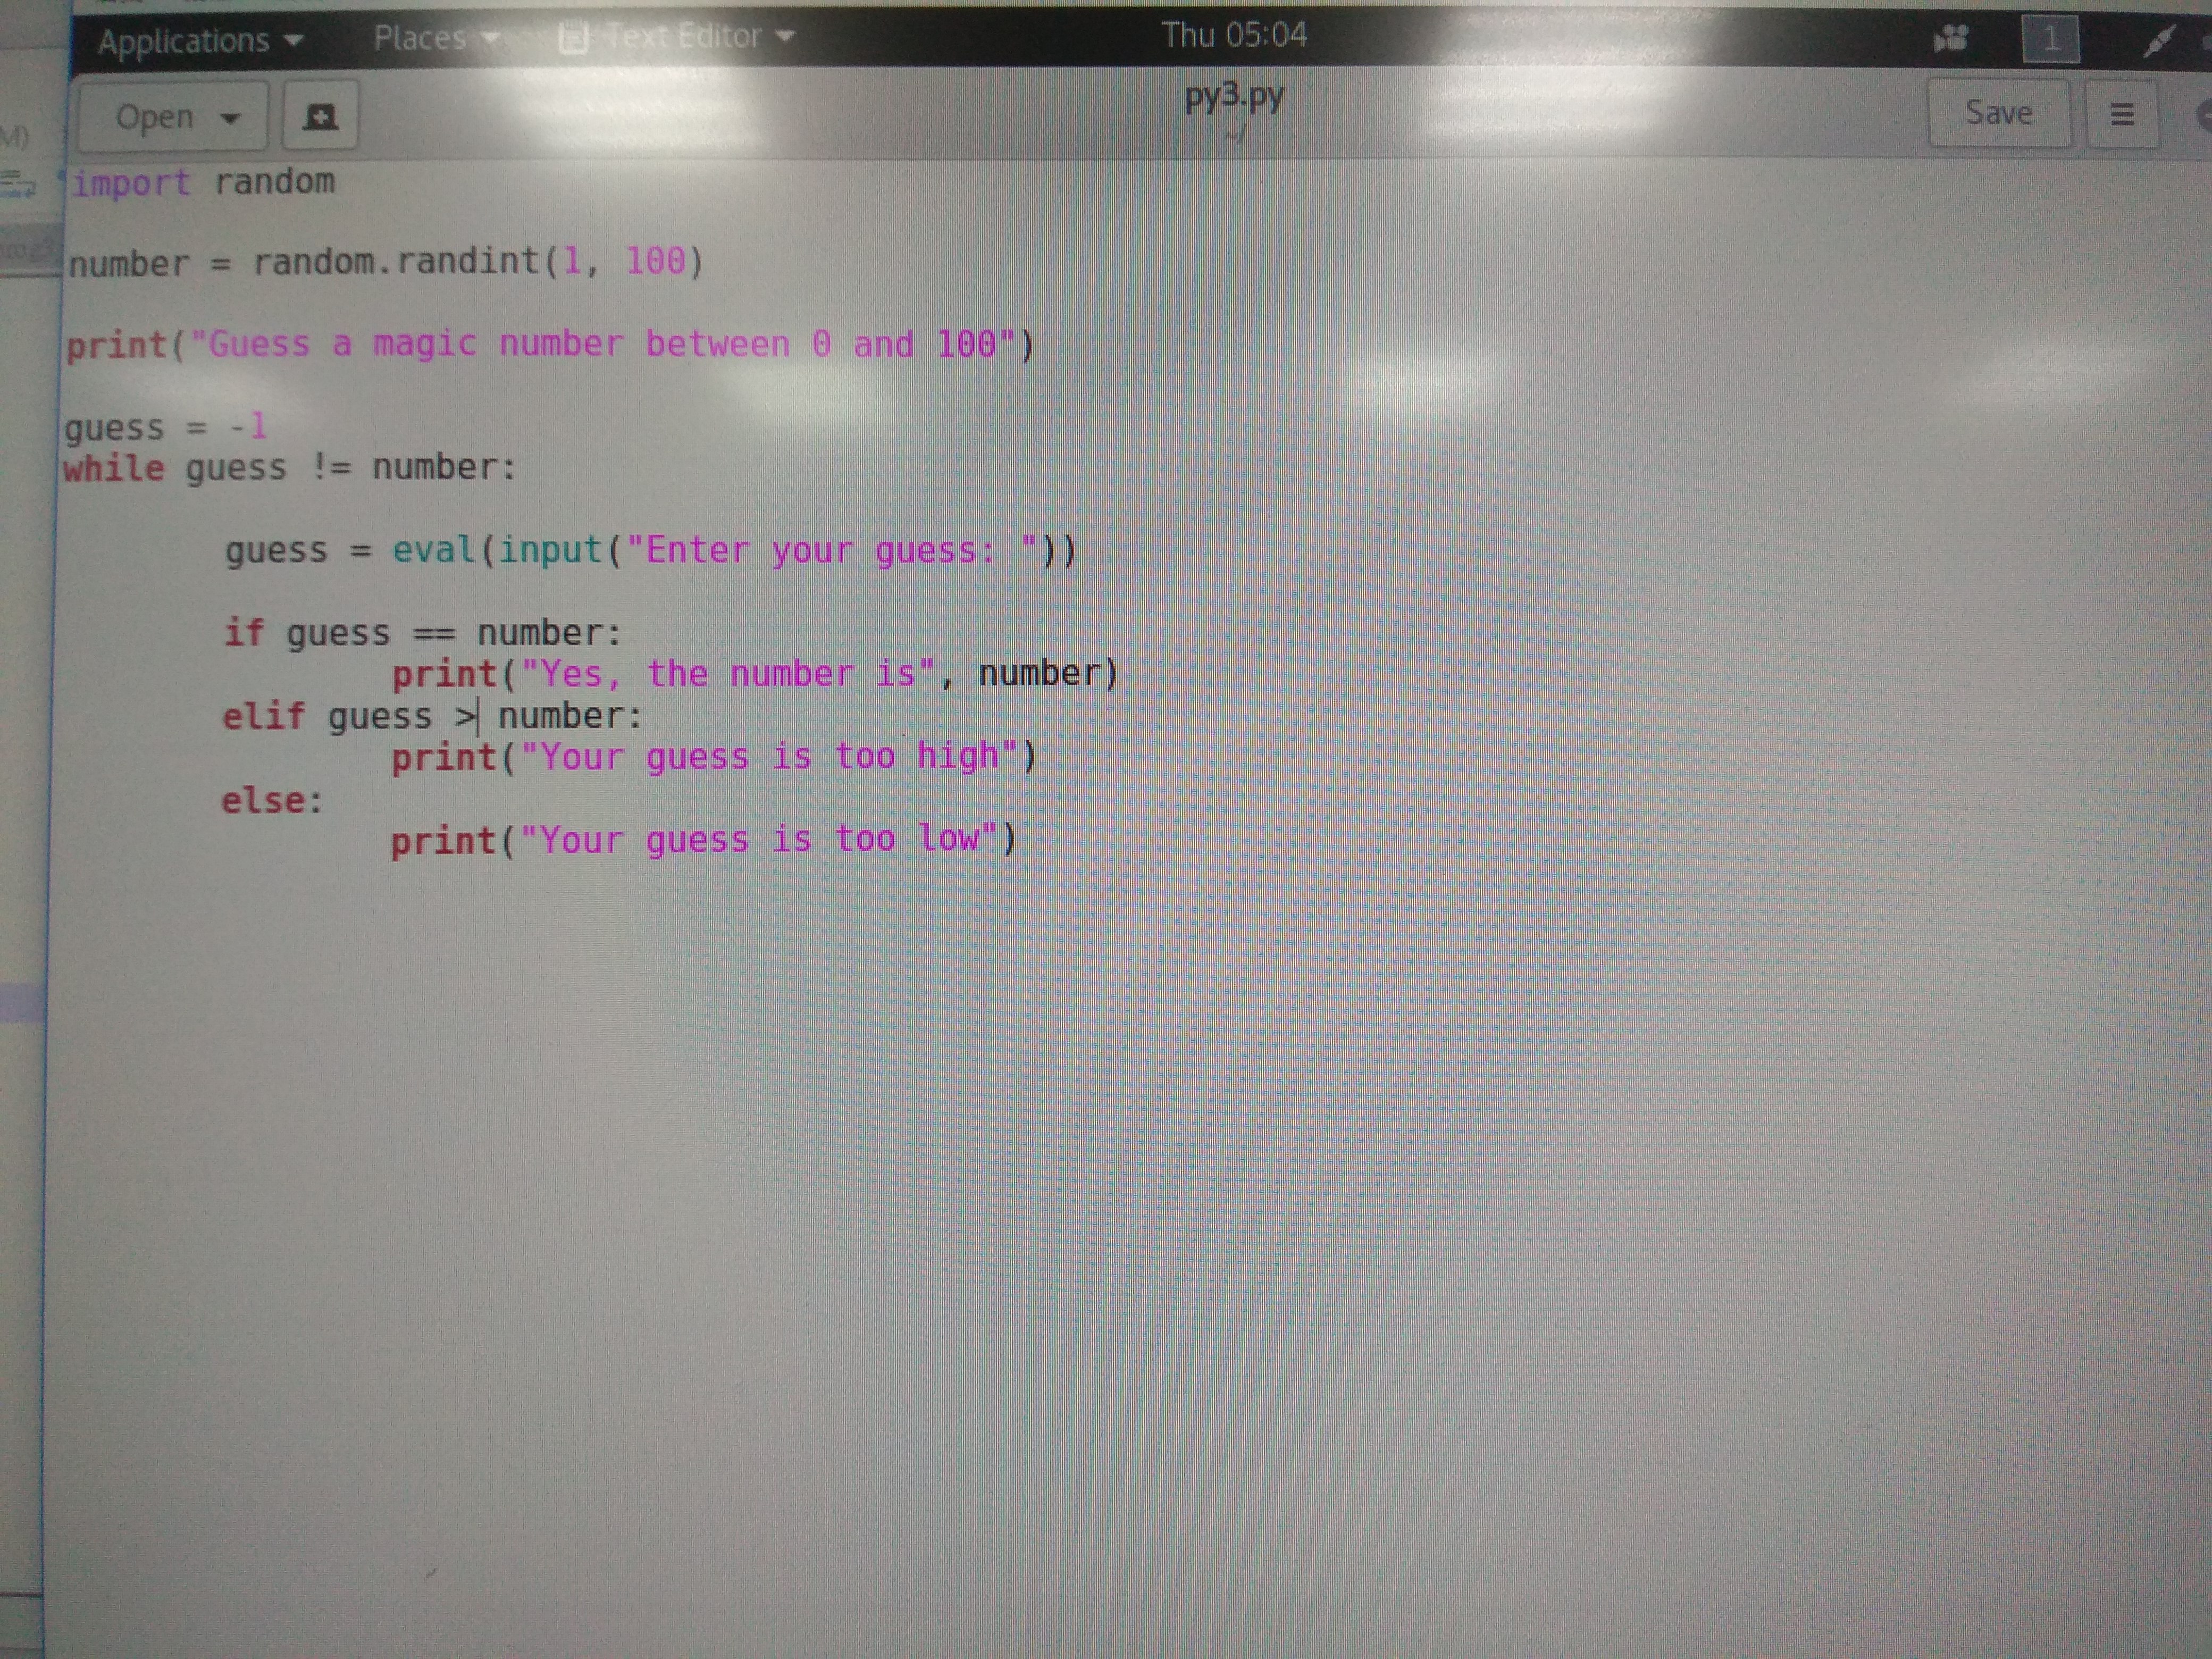 Applications Places Text Editor Thu 05:04 1
Open py3.py Save
~/
import random
number = random.randint(1, 100)
print("Guess a magic number between 0 and 100")
guess = -1
while guess != number:
guess = eval(input("Enter your guess: "))
if guess == number:
print("Yes, the number is", number)
elif guess > number:
print("Your guess is too high")
else:
print("Your guess is too low")